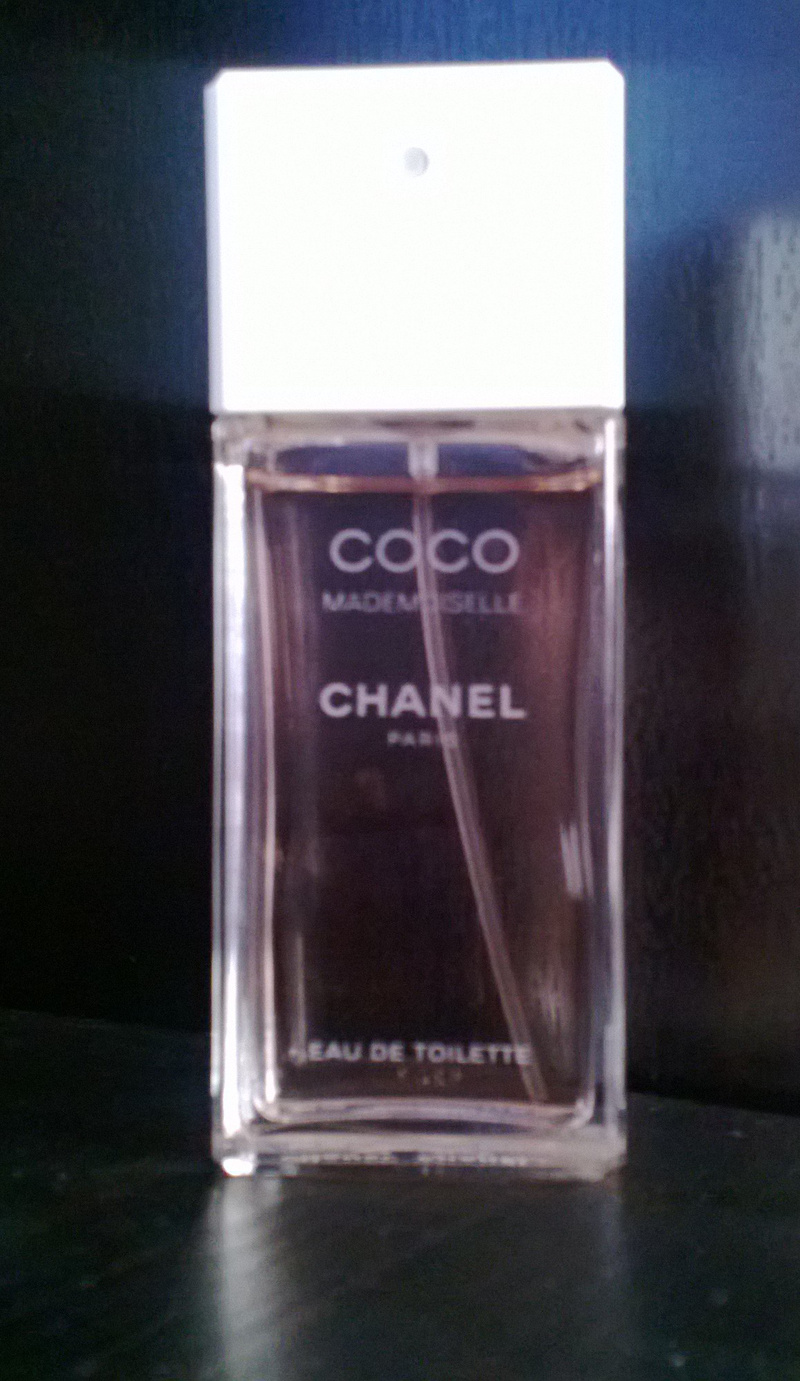 COCO
MADEMOISELLE
CHANEL
PARIS
EAU DE TOILETTE